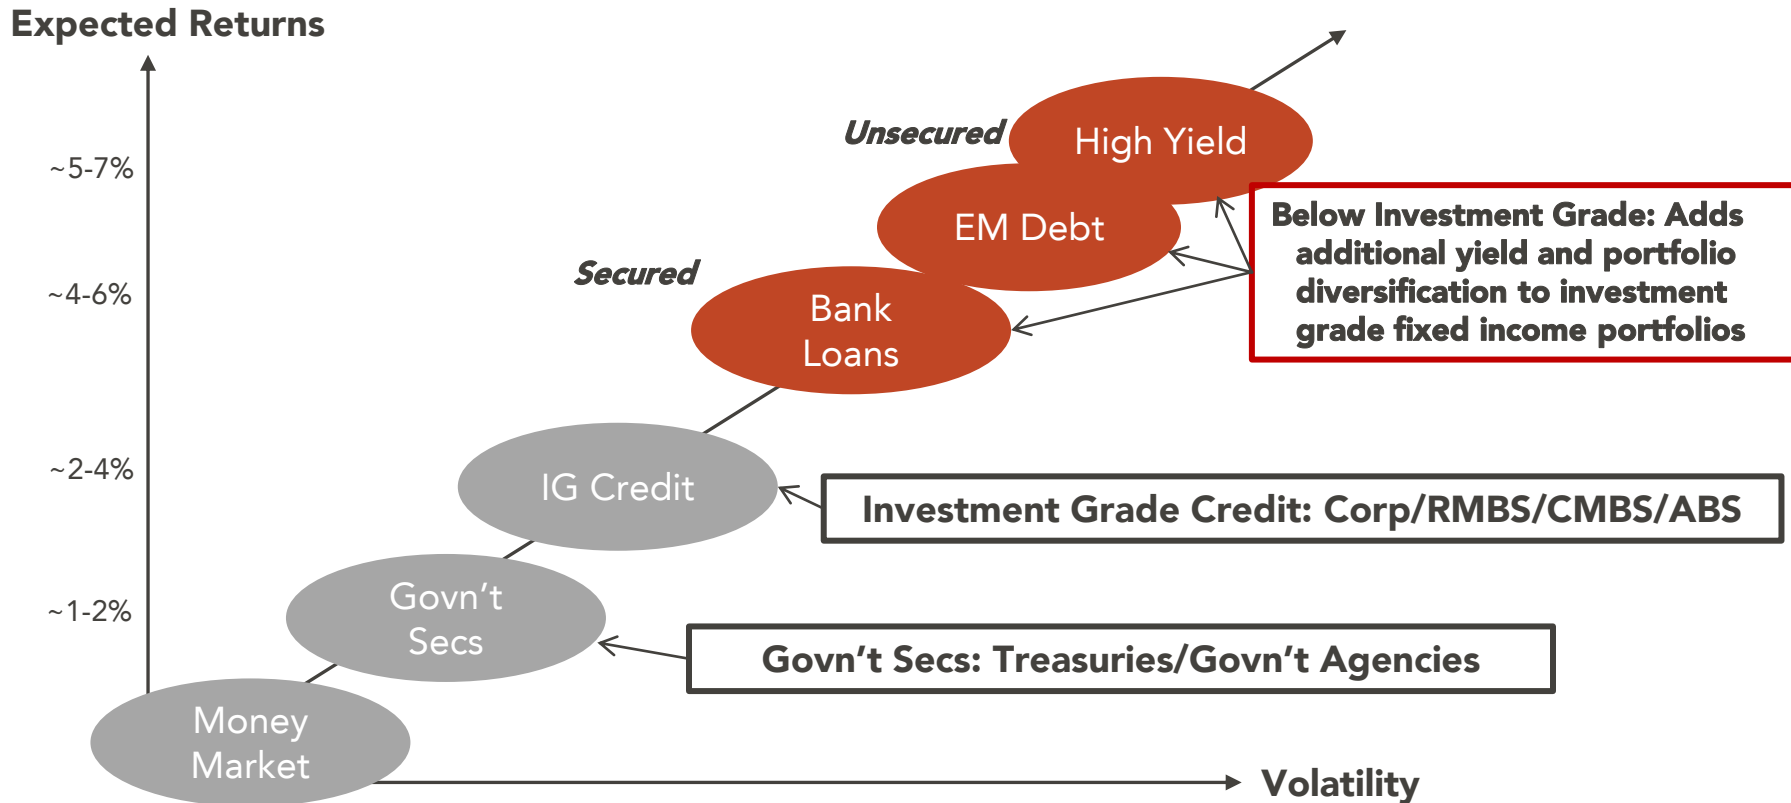 Expected Returns
Unsecured
High Yield
~5-7%
EM Debt
Below Investment Grade: Adds
additional yield and portfolio
diversification to investment
grade fixed income portfolios
Secured
~4-6%
Bank
Loans
~2-4%
IG Credit
Investment Grade Credit: Corp/RMBS/CMBS/ABS
~1-2%
Govn’t
Secs
Govn’t Secs: Treasuries/Govn’t Agencies
Money
Market
Volatility